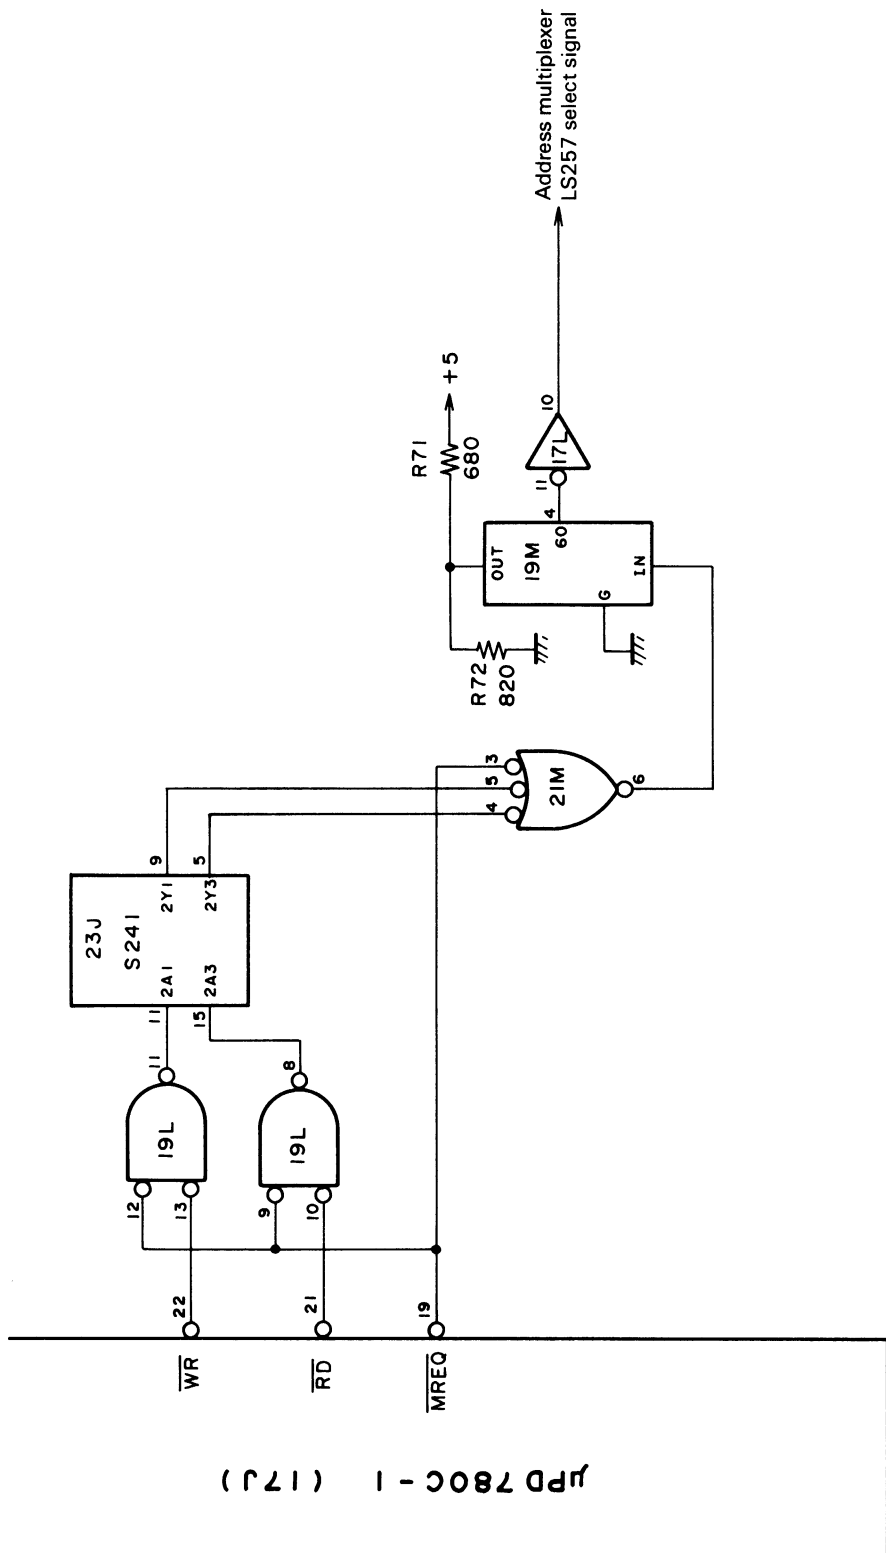 Address multiplexer
LS257 select signal
+5
R71
680
10
17L
11
4
OUT
19M
60
IN
G
R72
820
3
5
4
21M
6
9
5
2Y1
2Y3
23J
S241
2A1
2A3
11
15
11
8
19L
19L
12
13
9
10
22
21
19
WR
RD
MREQ
μPD780C-1 (17J)